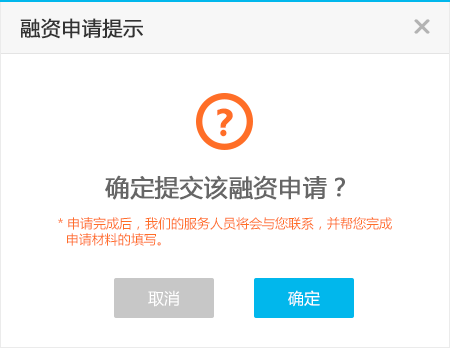 融资申请提示
确定提交该融资申请？
* 申请完成后，我们的服务人员将会与您联系，并帮您完成
申请材料的填写。
取消
确定